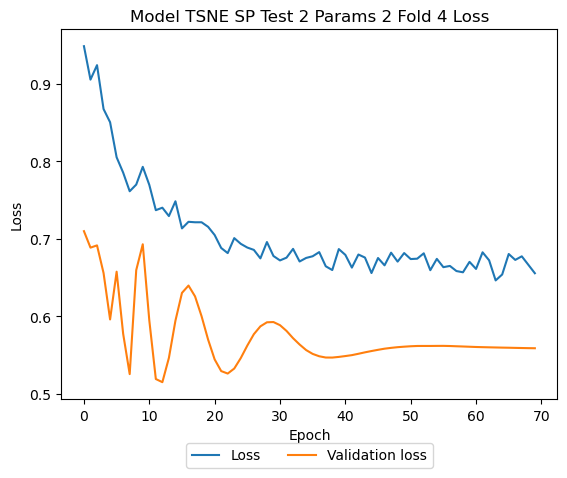 Model TSNE SP Test 2 Params 2 Fold 4 Loss
0.9
0.8
0.7
0.6
0.5
Loss
0 10 20 30 40 50 60 70
Epoch
Loss Validation loss